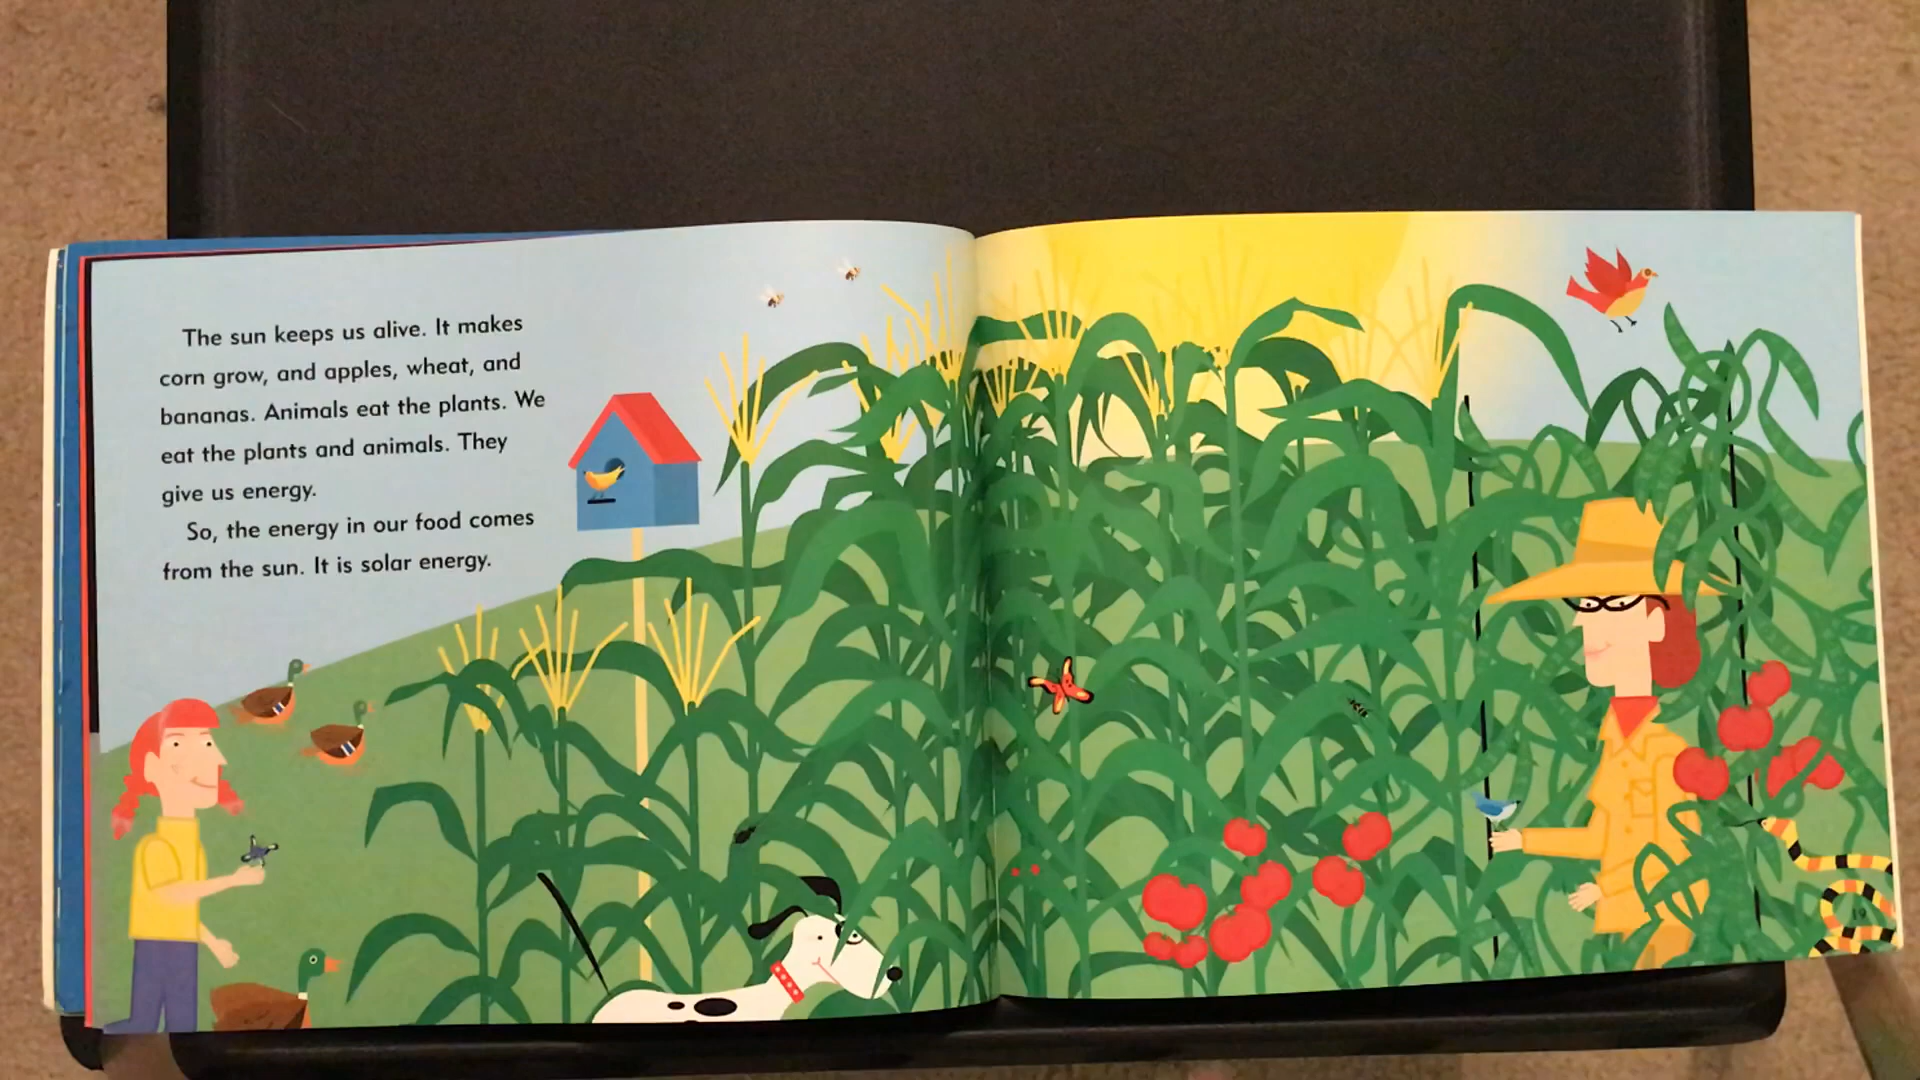 The sun keeps us alive. It makes
corn grow, and apples, wheat, and
bananas. Animals eat the plants. We
eat the plants and animals. They
give us energy.
So, the energy in our food comes
from the sun. It is solar energy.
19